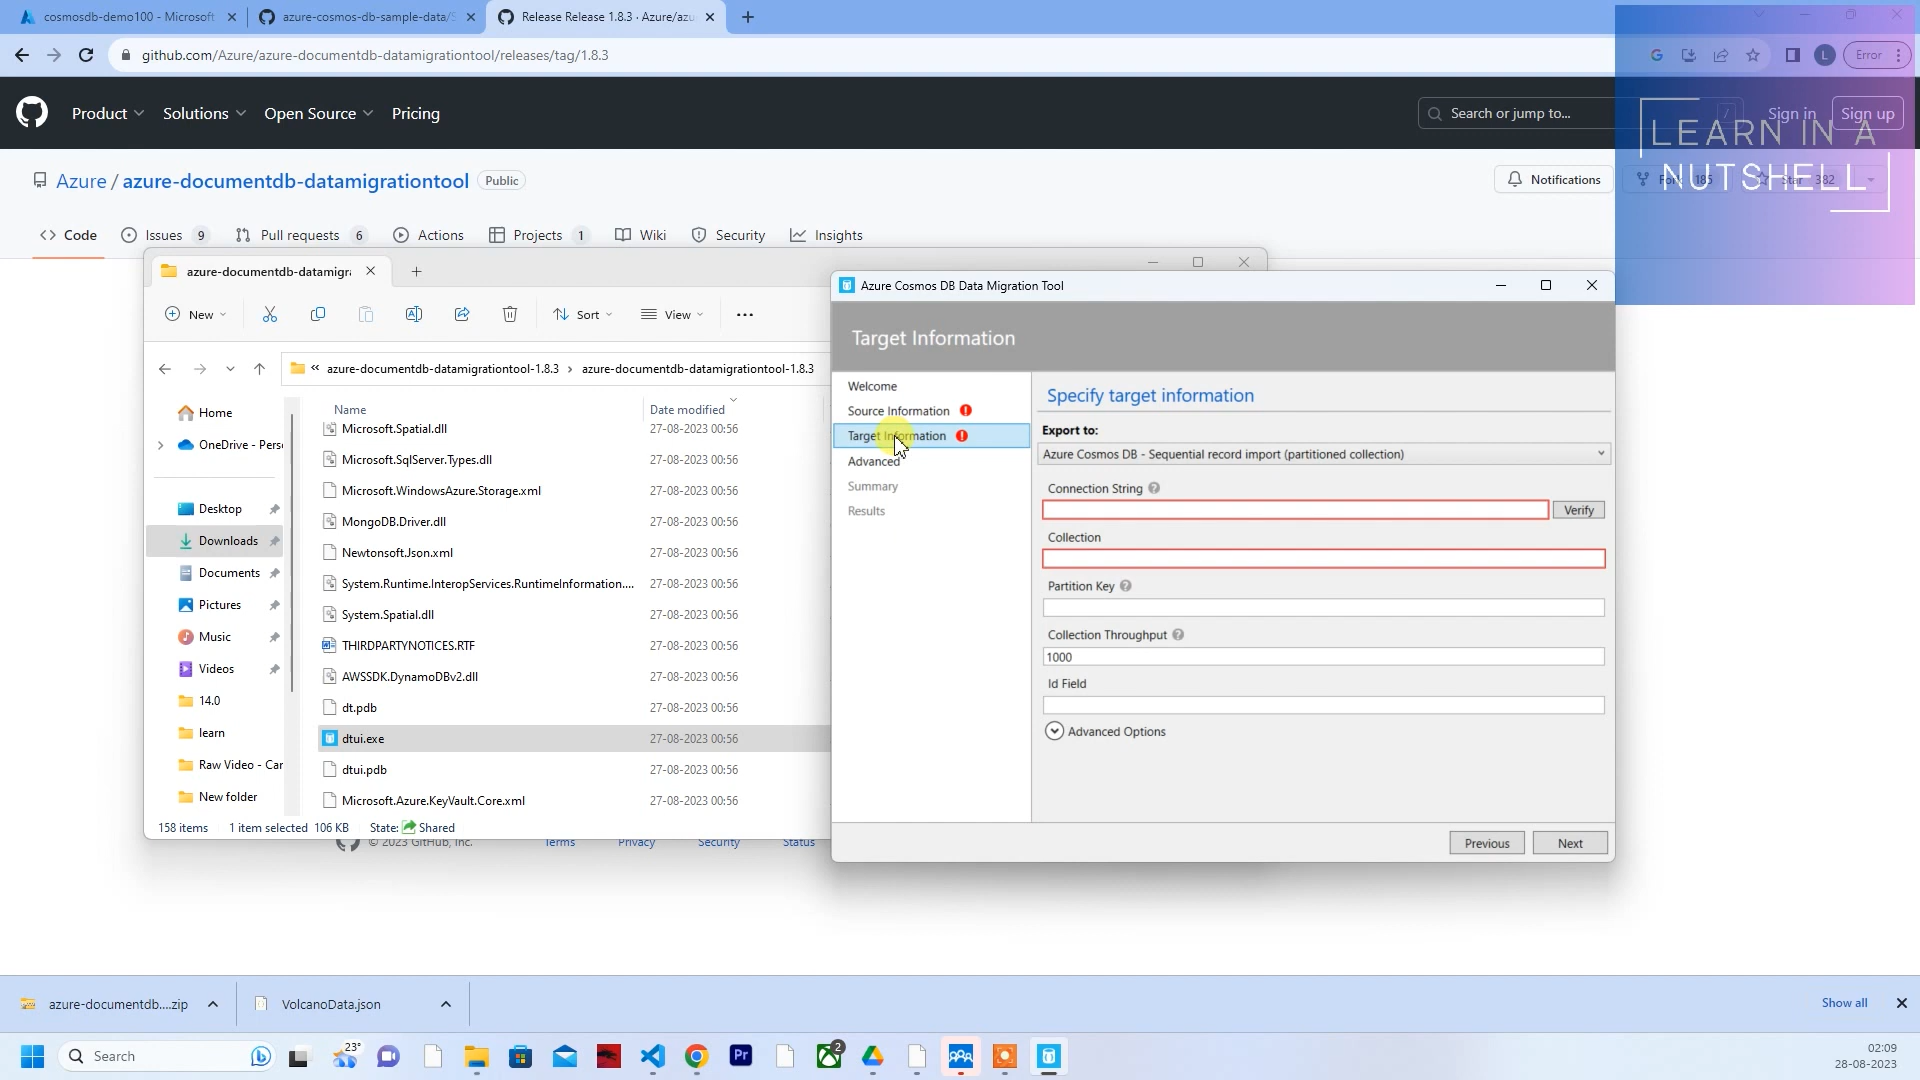 cosmosdb-demo100 - Microsoft
azure-cosmos-db-sample-data/S
Release Release 1.8.3 · Azure/azu
github.com/Azure/azure-documentdb-datamigrationtool/releases/tag/1.8.3
L
Error
Product
Solutions
Open Source
Pricing
Search or jump to...
/
Sign in
Sign up
LEARN IN A
NUTSHELL
Azure / azure-documentdb-datamigrationtool
Public
Notifications
Fork 185
Star 382
Code
Issues 9
Pull requests 6
Actions
Projects 1
Wiki
Security
Insights
azure-documentdb-datamigra
New
Sort
View
« azure-documentdb-datamigrationtool-1.8.3 › azure-documentdb-datamigrationtool-1.8.3
Home
OneDrive - Pers
Desktop
Downloads
Documents
Pictures
Music
Videos
14.0
learn
Raw Video - Car
New folder
Name
Date modified
Microsoft.Spatial.dll 27-08-2023 00:56
Microsoft.SqlServer.Types.dll 27-08-2023 00:56
Microsoft.WindowsAzure.Storage.xml 27-08-2023 00:56
MongoDB.Driver.dll 27-08-2023 00:56
Newtonsoft.Json.xml 27-08-2023 00:56
System.Runtime.InteropServices.RuntimeInformation.... 27-08-2023 00:56
System.Spatial.dll 27-08-2023 00:56
THIRDPARTYNOTICES.RTF 27-08-2023 00:56
AWSSDK.DynamoDBv2.dll 27-08-2023 00:56
dt.pdb 27-08-2023 00:56
dtui.exe 27-08-2023 00:56
dtui.pdb 27-08-2023 00:56
Microsoft.Azure.KeyVault.Core.xml 27-08-2023 00:56
158 items 1 item selected 106 KB State: Shared
© 2023 GitHub, Inc.
Terms
Privacy
Security
Status
Azure Cosmos DB Data Migration Tool
Target Information
Welcome
Source Information
Target Information
Advanced
Summary
Results
Specify target information
Export to:
Azure Cosmos DB - Sequential record import (partitioned collection)
Connection String
Verify
Collection
Partition Key
Collection Throughput
1000
Id Field
Advanced Options
Previous
Next
azure-documentdb....zip
VolcanoData.json
Show all
Search
23°
Pr
2
02:09
28-08-2023